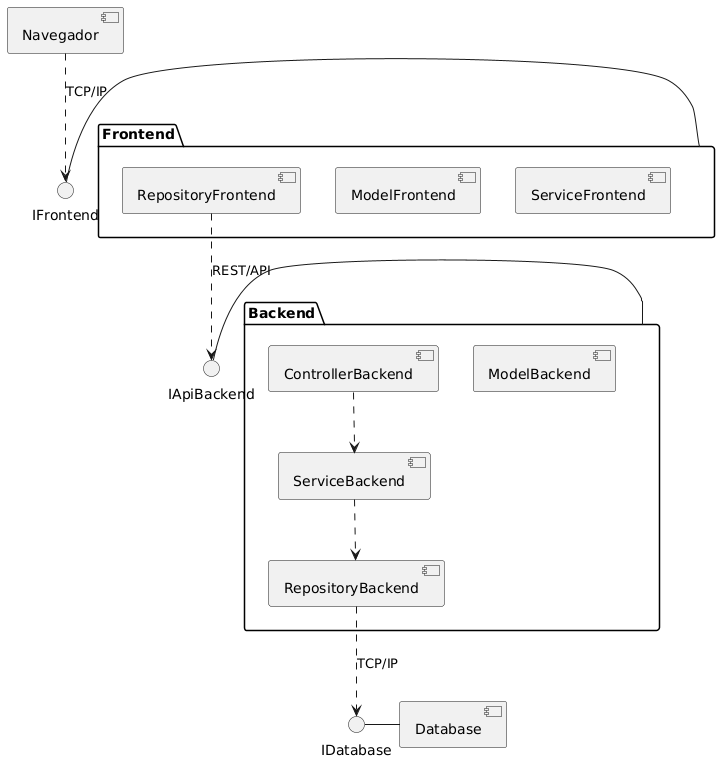 Navegador
TCP/IP
Frontend
RepositoryFrontend
ModelFrontend
ServiceFrontend
IFrontend
REST/API
Backend
ControllerBackend
ModelBackend
IApiBackend
ServiceBackend
RepositoryBackend
TCP/IP
Database
IDatabase